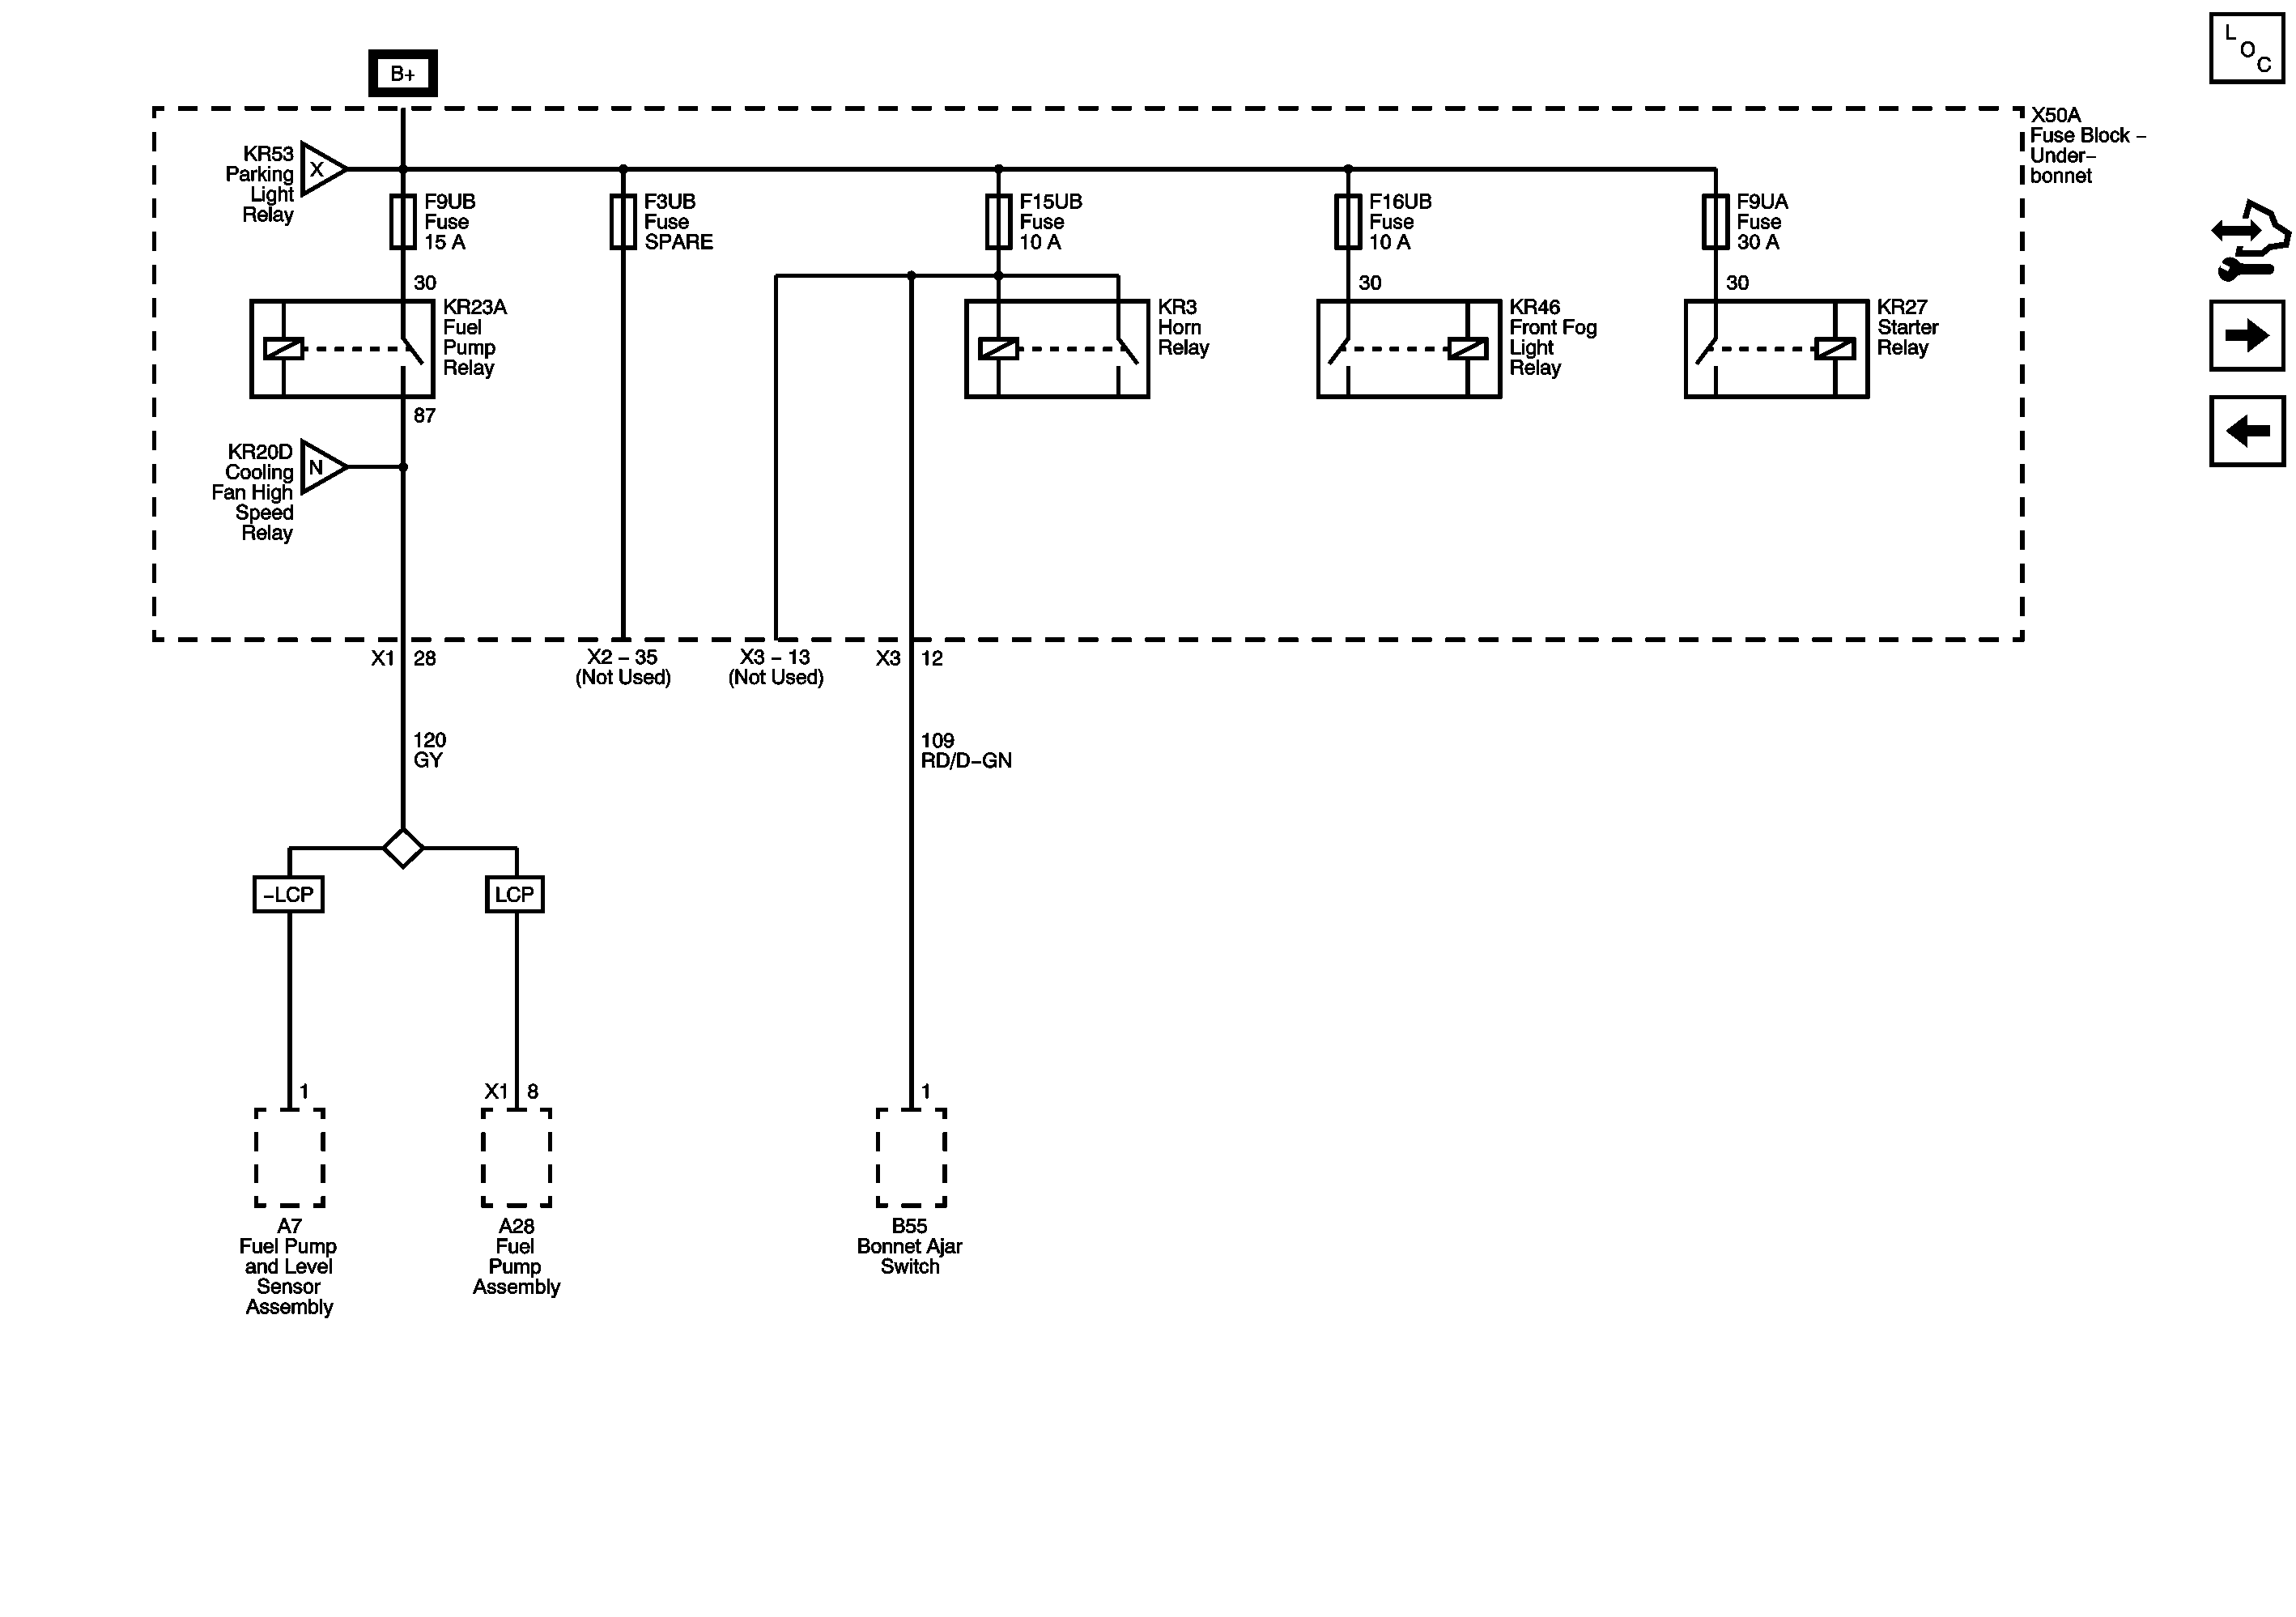 B+
L
O
C
X50A
Fuse Block –
Under–
bonnet
KR53
Parking
Light
Relay
X
F9UB
Fuse
15 A
F3UB
Fuse
SPARE
F15UB
Fuse
10 A
F16UB
Fuse
10 A
F9UA
Fuse
30 A
30
30
30
KR23A
Fuel
Pump
Relay
KR3
Horn
Relay
KR46
Front Fog
Light
Relay
KR27
Starter
Relay
87
KR20D
Cooling
Fan High
Speed
Relay
N
X1 28
X2 – 35
(Not Used)
X3 – 13
(Not Used)
X3 12
120
GY
109
RD/D–GN
–LCP
LCP
1
X1 8
1
A7
Fuel Pump
and Level
Sensor
Assembly
A28
Fuel
Pump
Assembly
B55
Bonnet Ajar
Switch